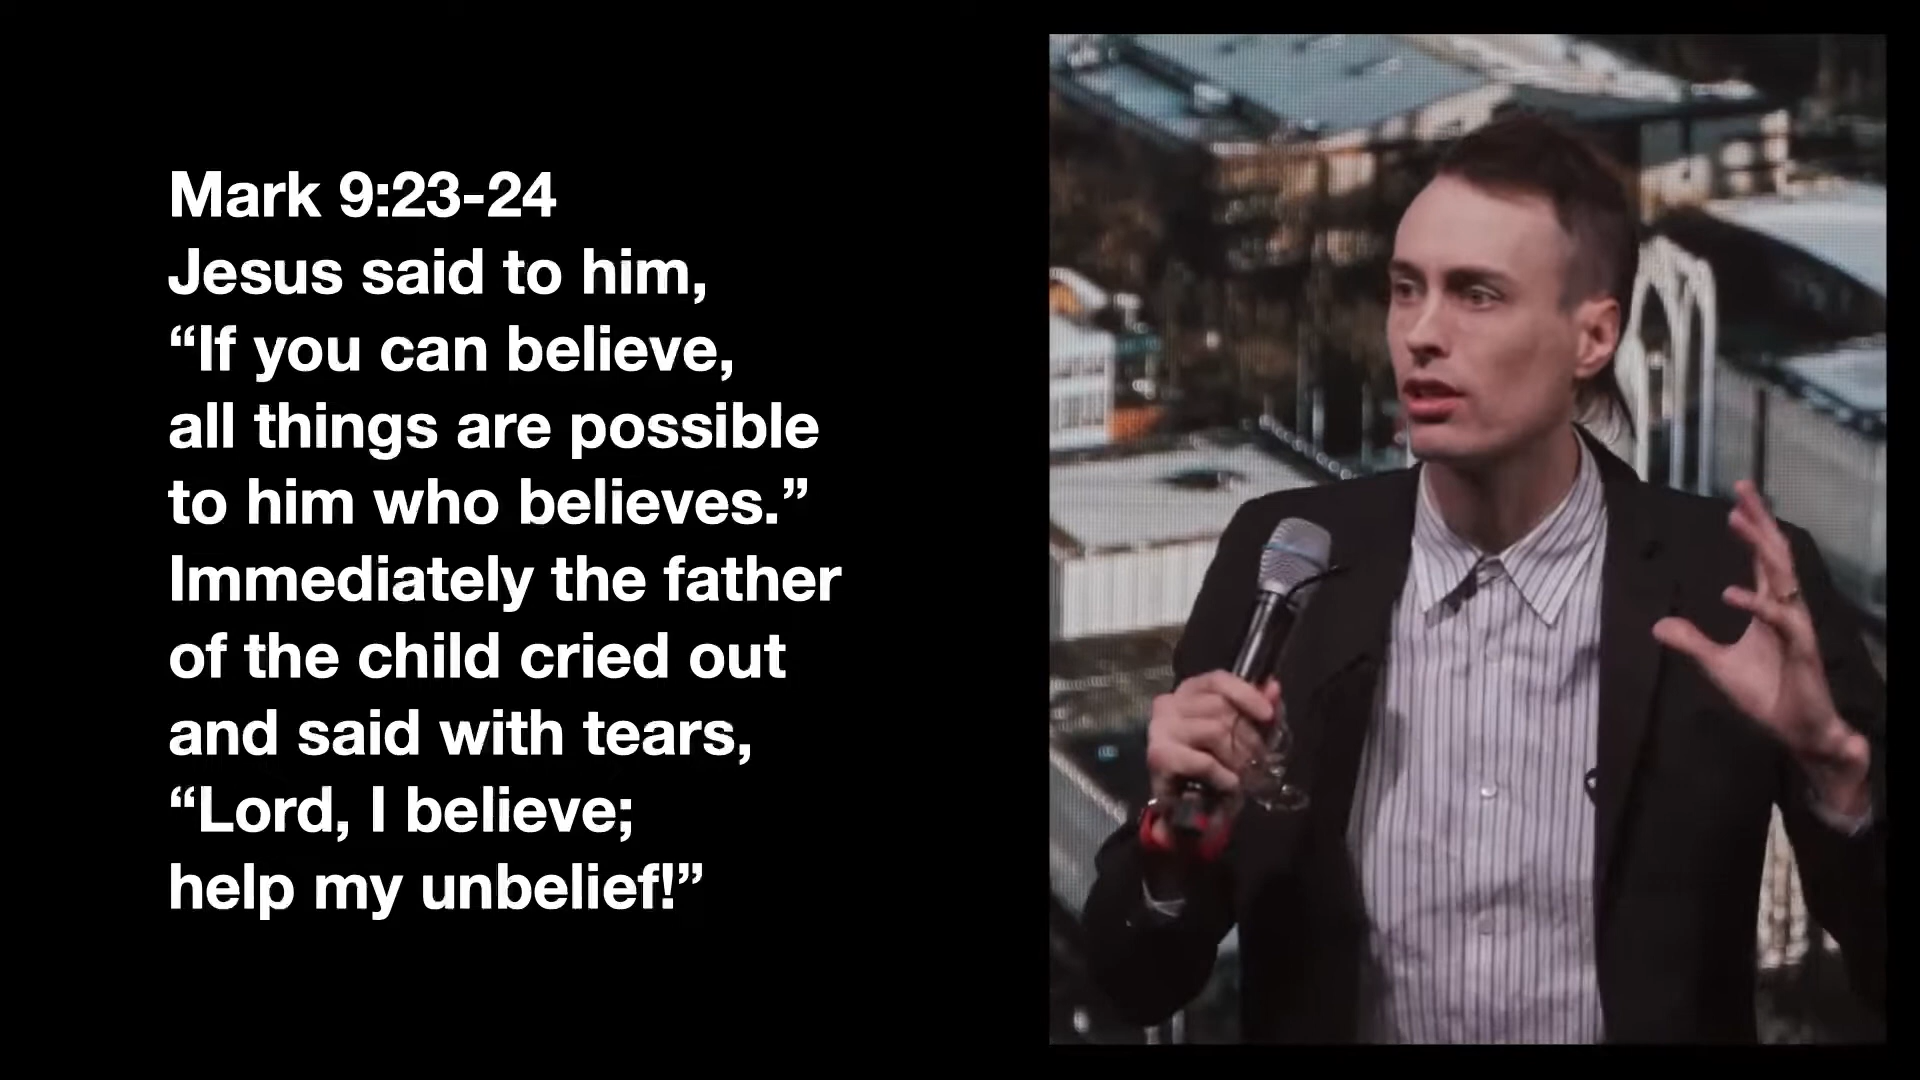 Mark 9:23-24
Jesus said to him,
“If you can believe,
all things are possible
to him who believes.”
Immediately the father
of the child cried out
and said with tears,
“Lord, I believe;
help my unbelief!”